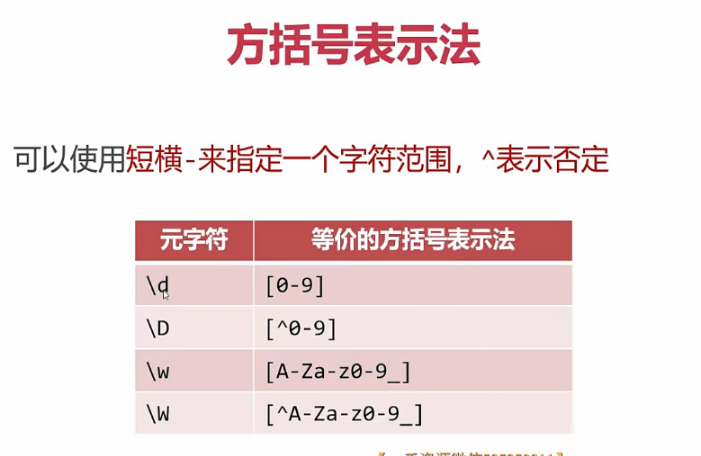 方括号表示法
可以使用短横-来指定一个字符范围，^表示否定
元字符 等价的方括号表示法
\d [0-9]
\D [^0-9]
\w [A-Za-z0-9_]
\W [^A-Za-z0-9_]